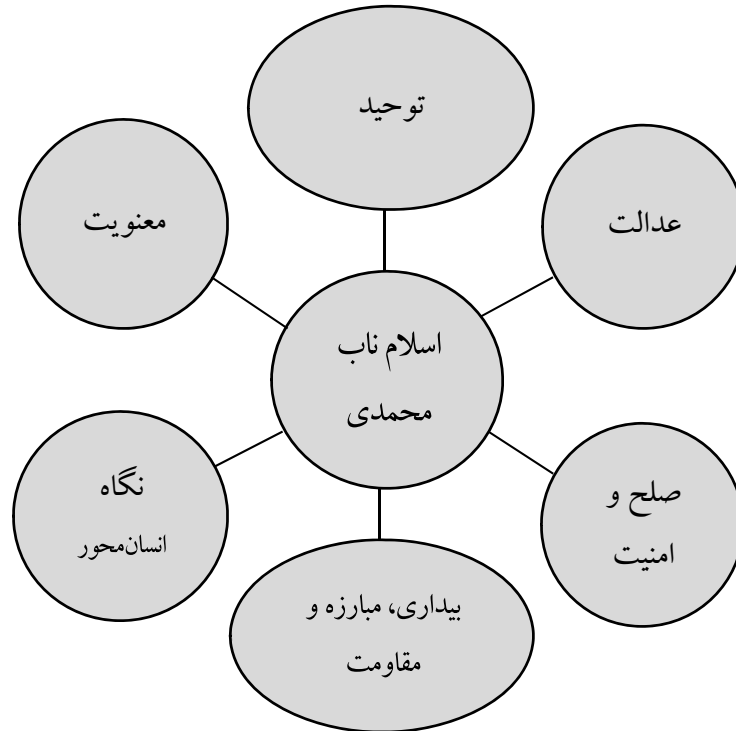 توحید
عدالت
معنویت
اسلام ناب
محمدی
نگاه
انسان‌محور
صلح و
امنیت
بیداری، مبارزه و
مقاومت